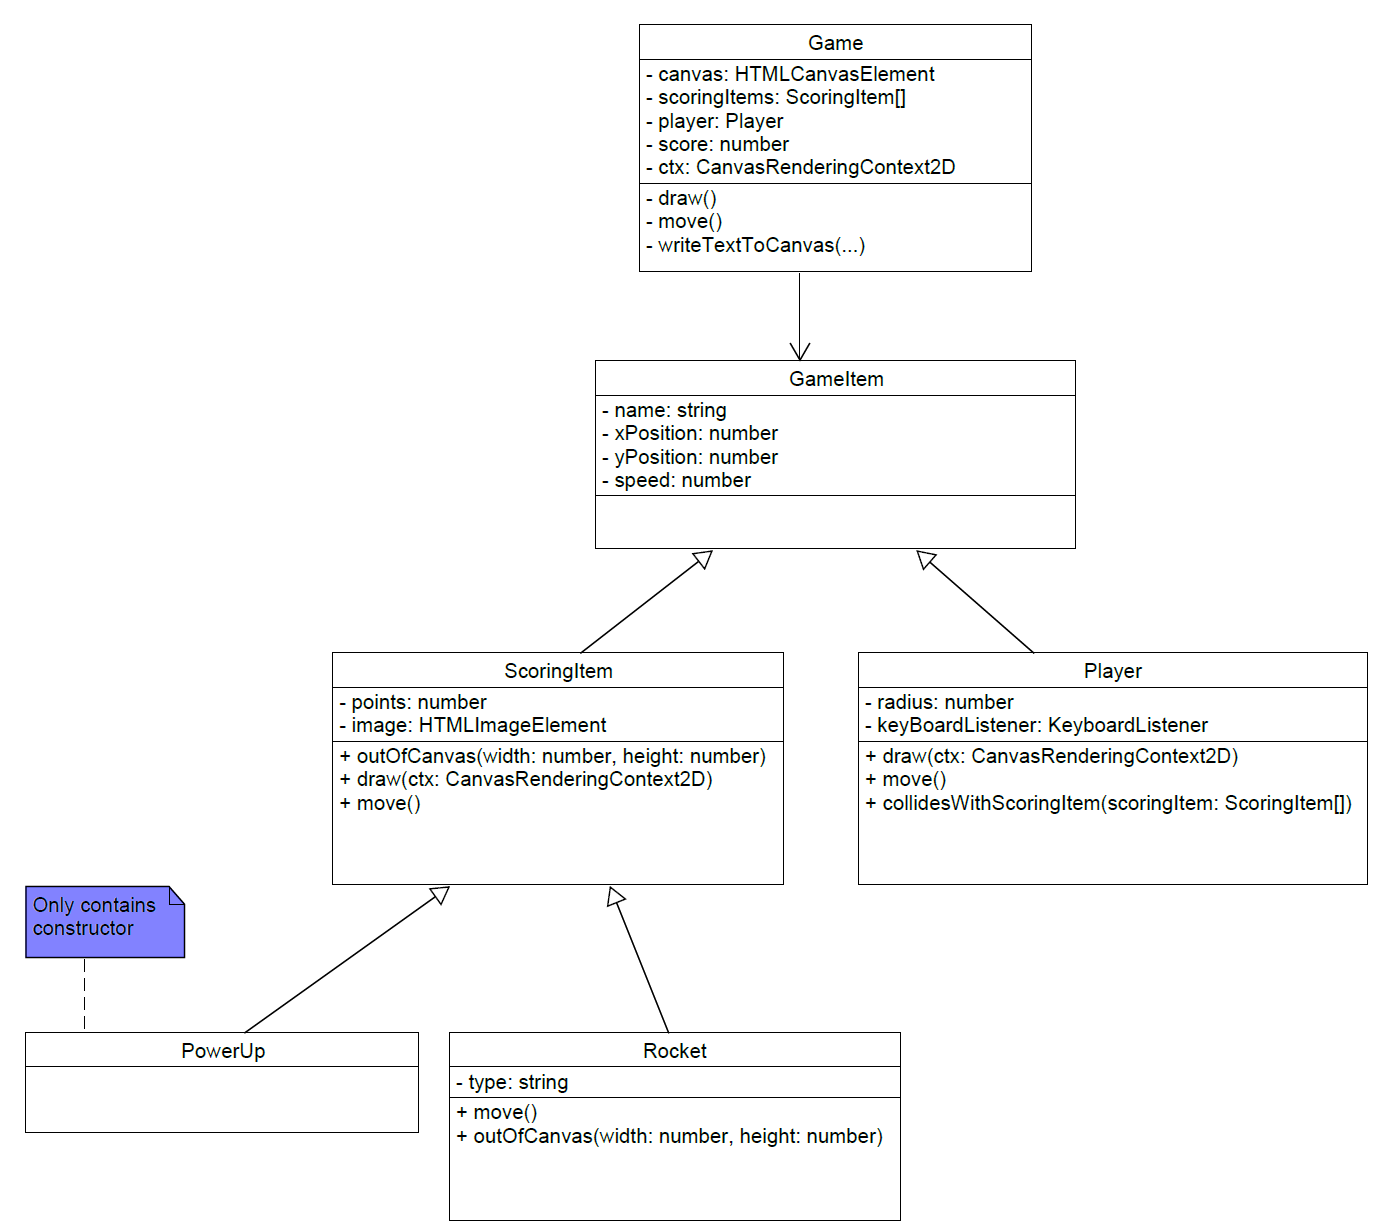 Game
- canvas: HTMLCanvasElement
- scoringItems: ScoringItem[]
- player: Player
- score: number
- ctx: CanvasRenderingContext2D
- draw()
- move()
- writeTextToCanvas(...)
GameItem
- name: string
- xPosition: number
- yPosition: number
- speed: number
ScoringItem
- points: number
- image: HTMLImageElement
+ outOfCanvas(width: number, height: number)
+ draw(ctx: CanvasRenderingContext2D)
+ move()
Player
- radius: number
- keyBoardListener: KeyboardListener
+ draw(ctx: CanvasRenderingContext2D)
+ move()
+ collidesWithScoringItem(scoringItem: ScoringItem[])
Only contains
constructor
PowerUp
Rocket
- type: string
+ move()
+ outOfCanvas(width: number, height: number)